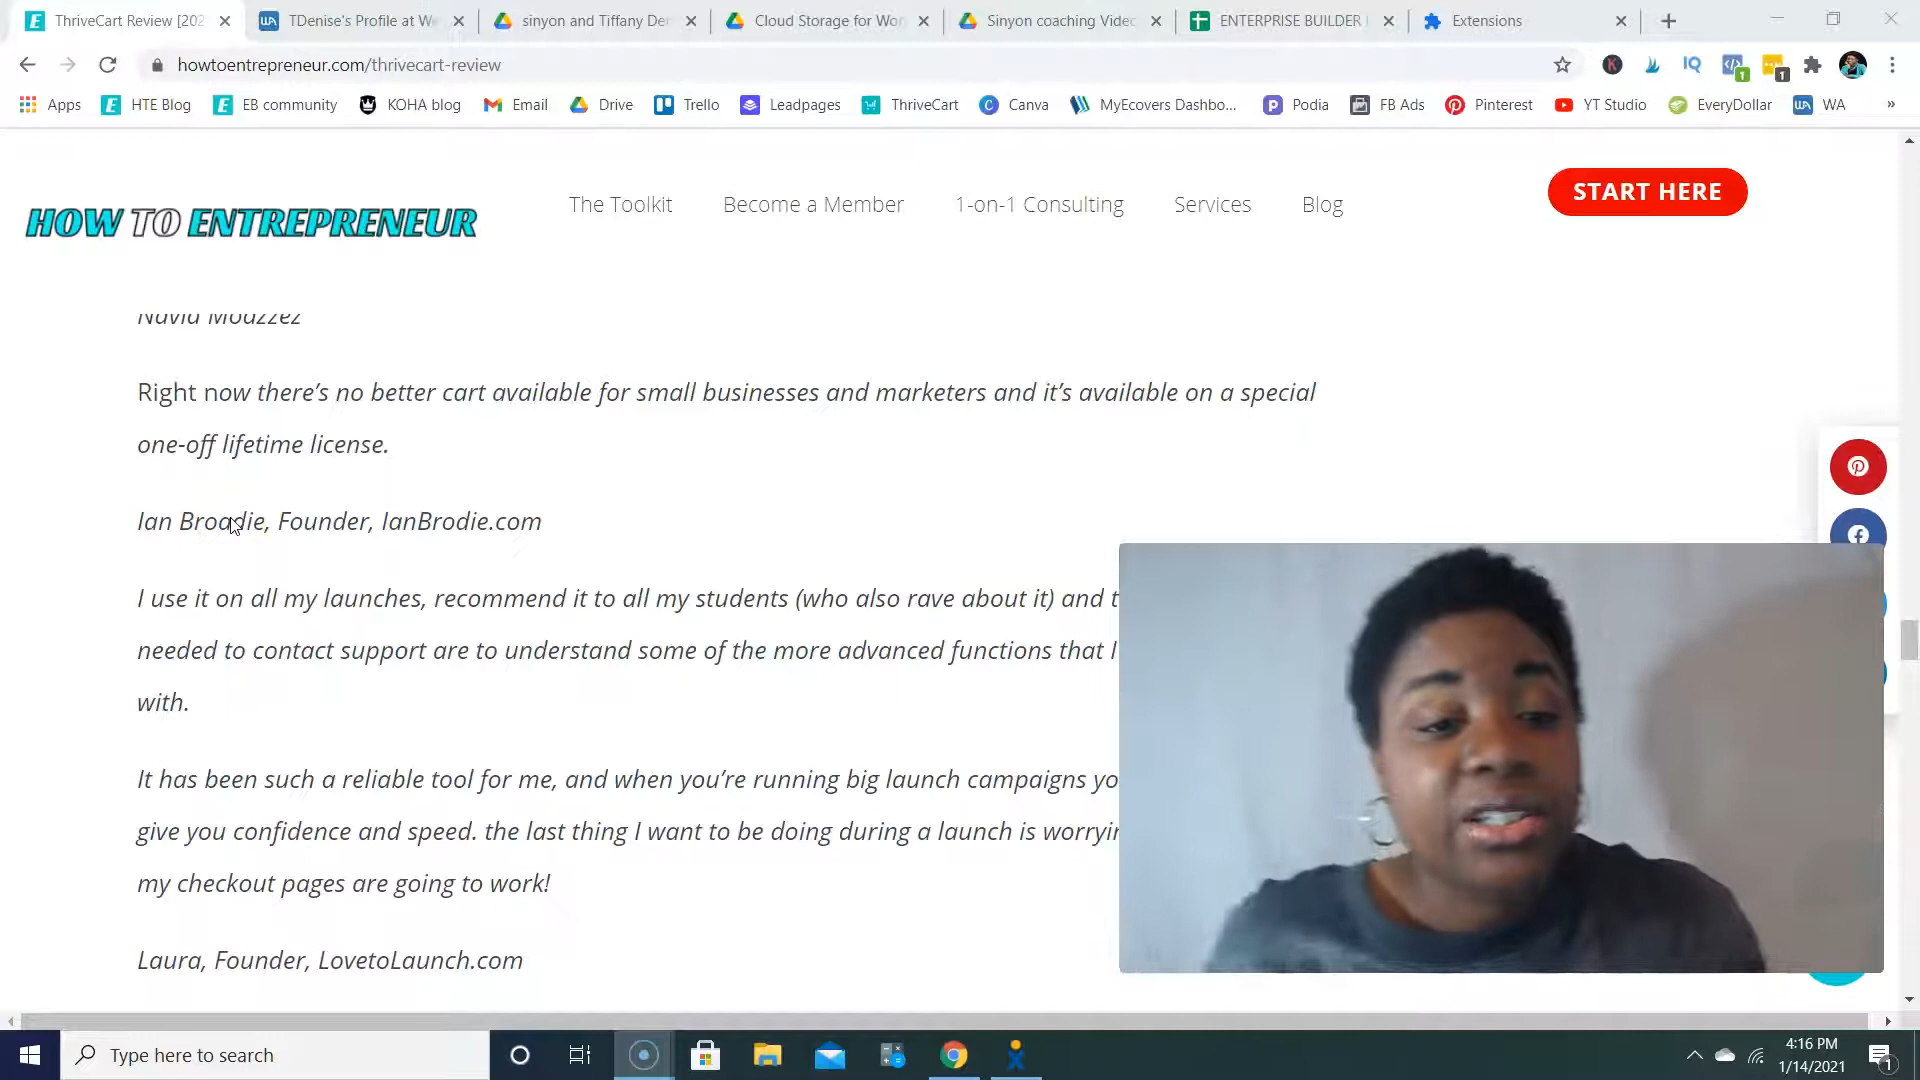 ThriveCart Review [202
TDenise's Profile at We
sinyon and Tiffany Der
Cloud Storage for Wor
Sinyon coaching Video
ENTERPRISE BUILDER
Extensions
howtoentrepreneur.com/thrivecart-review
Apps
HTE Blog
EB community
KOHA blog
Email
Drive
Trello
Leadpages
ThriveCart
Canva
MyEcovers Dashbo...
Podia
FB Ads
Pinterest
YT Studio
EveryDollar
WA
»
HOW TO ENTREPRENEUR
The Toolkit
Become a Member
1-on-1 Consulting
Services
Blog
START HERE
Navid Moazzez
Right now there's no better cart available for small businesses and marketers and it's available on a special
one-off lifetime license.
Ian Broadie, Founder, IanBrodie.com
I use it on all my launches, recommend it to all my students (who also rave about it) and t
needed to contact support are to understand some of the more advanced functions that I
with.
It has been such a reliable tool for me, and when you're running big launch campaigns yo
give you confidence and speed. the last thing I want to be doing during a launch is worryin
my checkout pages are going to work!
Laura, Founder, LovetoLaunch.com
Type here to search
4:16 PM
1/14/2021